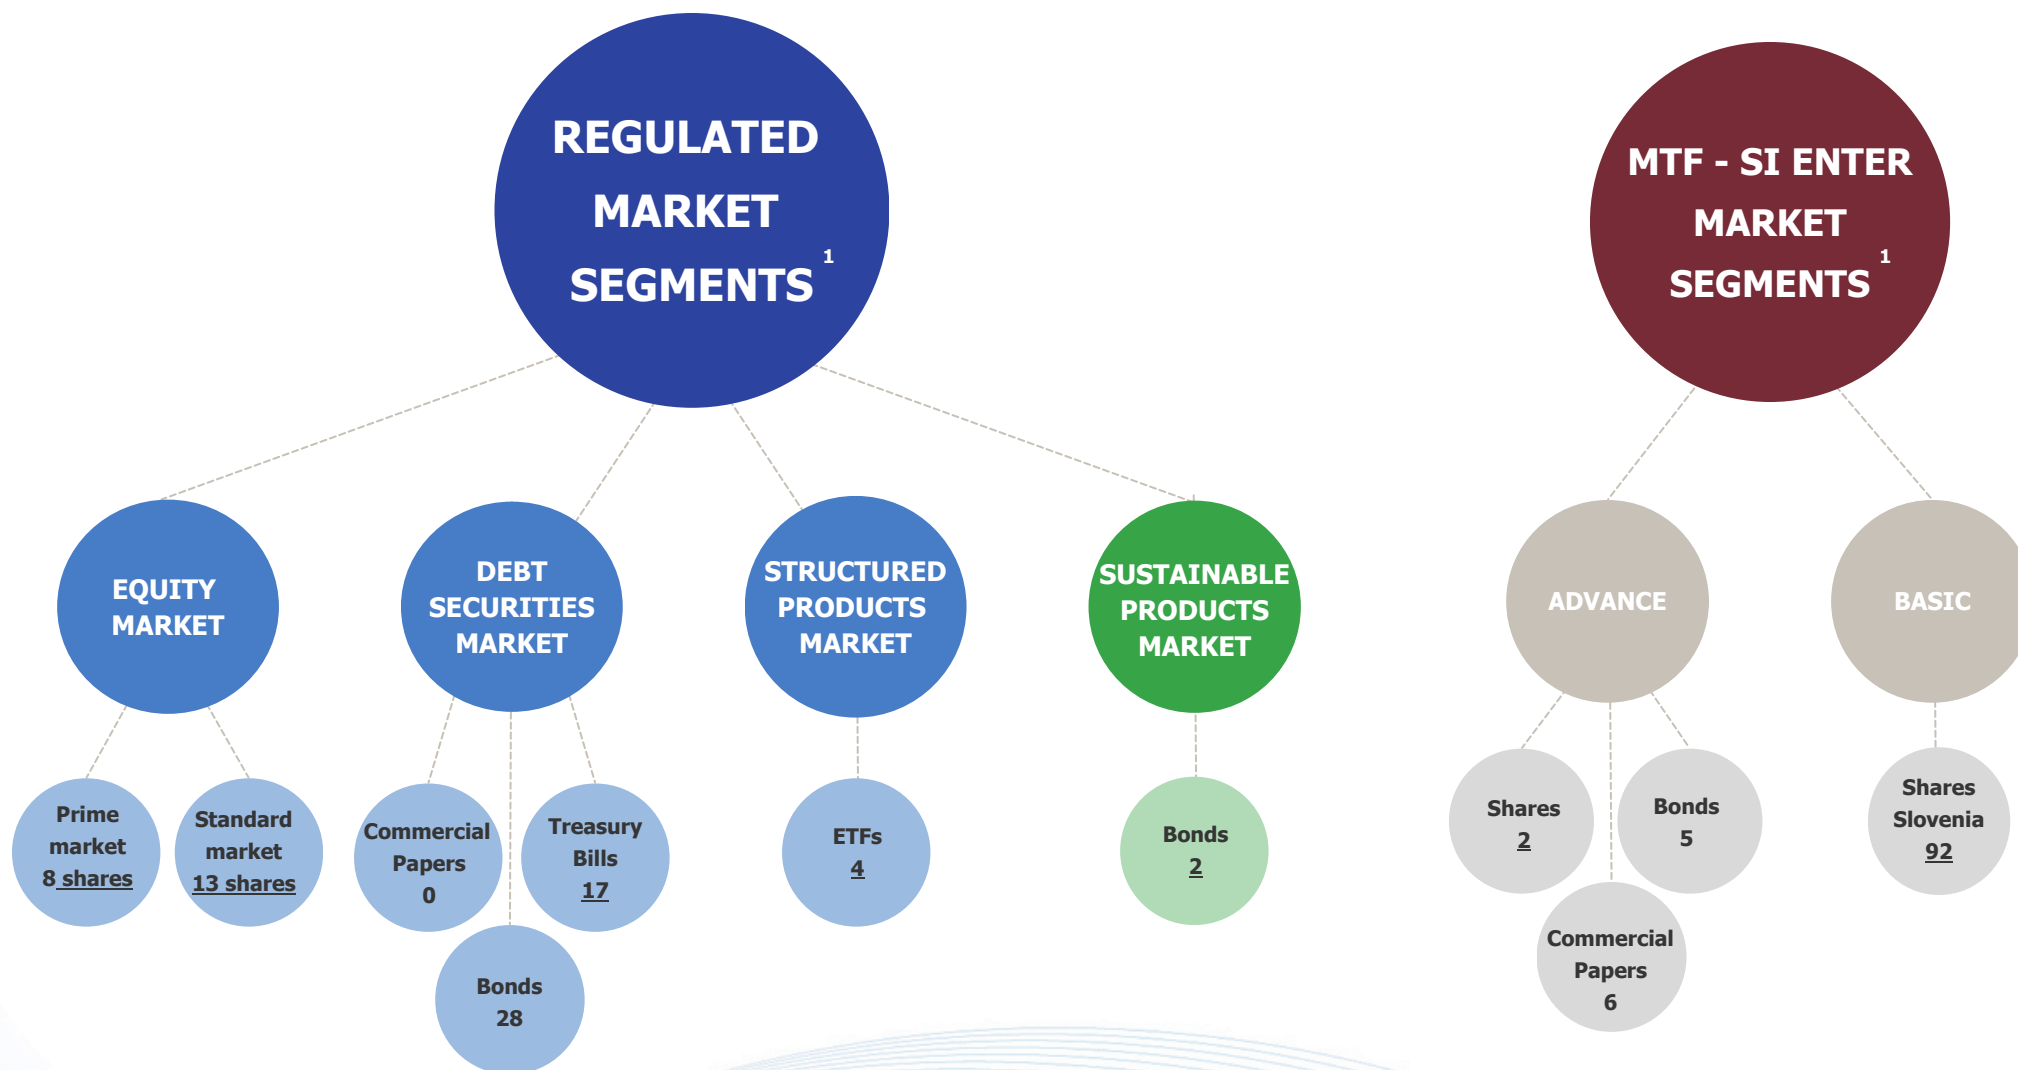 REGULATED
MARKET
SEGMENTS 1
MTF - SI ENTER
MARKET
SEGMENTS 1
EQUITY
MARKET
DEBT
SECURITIES
MARKET
STRUCTURED
PRODUCTS
MARKET
SUSTAINABLE
PRODUCTS
MARKET
ADVANCE
BASIC
Prime
market
8 shares
Standard
market
13 shares
Commercial
Papers
0
Treasury
Bills
17
Bonds
28
ETFs
4
Bonds
2
Shares
2
Bonds
5
Commercial
Papers
6
Shares
Slovenia
92